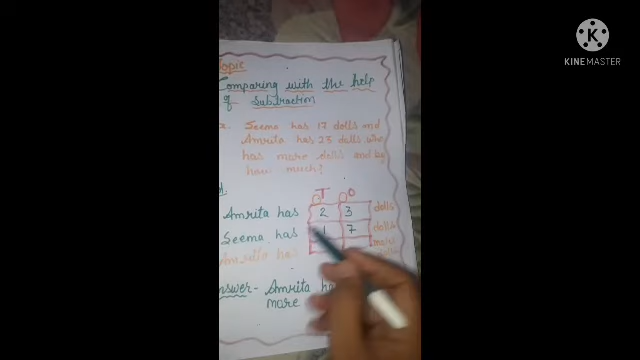 Topic
Comparing with the help
of Subtraction
Seema has 17 dolls and
Amrita has 23 dolls, who
has more dolls and by
how much?
T O
Amrita has 2 3 dolls
Seema has 1 7 dolls
Amrita has more
Answer - Amrita
more
K
KINEMASTER